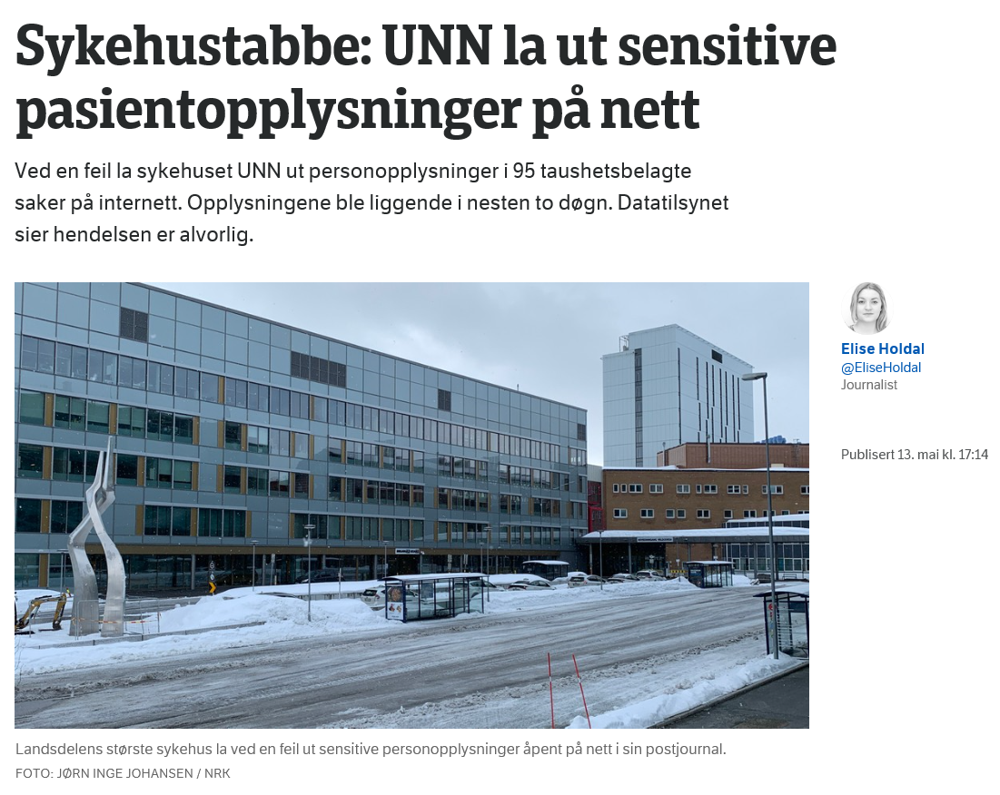 Sykehustabbe: UNN la ut sensitive
pasientopplysninger på nett
Ved en feil la sykehuset UNN ut personopplysninger i 95 taushetsbelagte
saker på internett. Opplysningene ble liggende i nesten to døgn. Datatilsynet
sier hendelsen er alvorlig.
Elise Holdal
@EliseHoldal
Journalist
Publisert 13. mai kl. 17:14
Landsdelens største sykehus la ved en feil ut sensitive personopplysninger åpent på nett i sin postjournal.
FOTO: JØRN INGE JOHANSEN / NRK